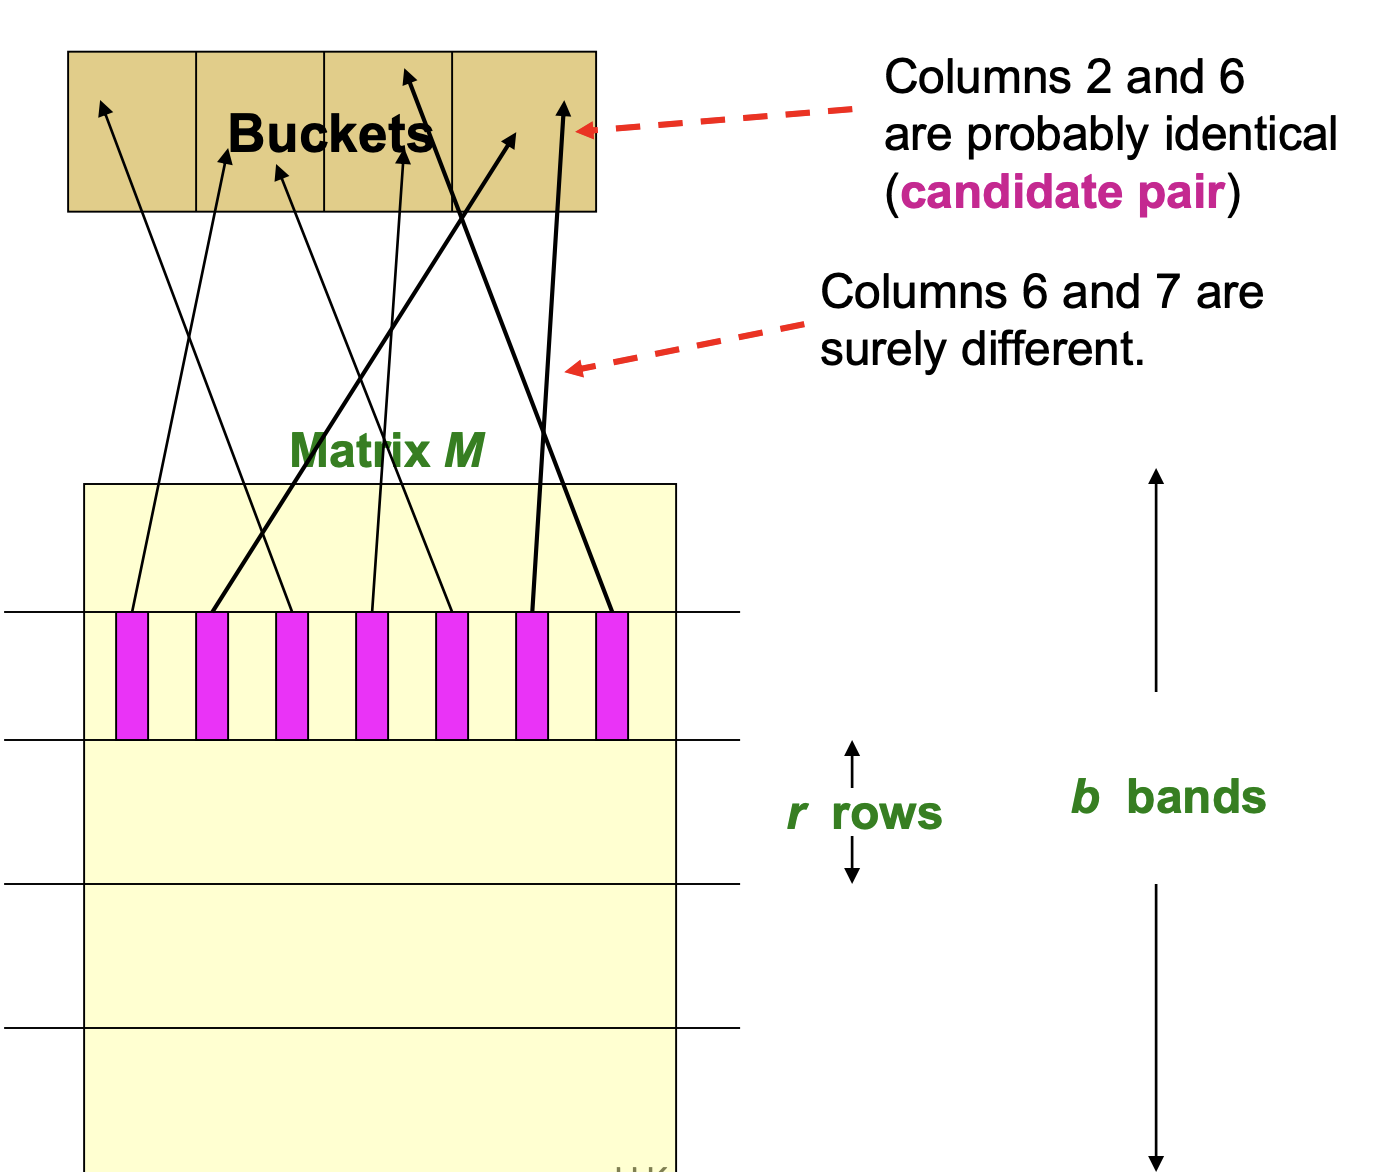 Buckets
Columns 2 and 6
are probably identical
(candidate pair)
Columns 6 and 7 are
surely different.
Matrix M
r rows
b bands